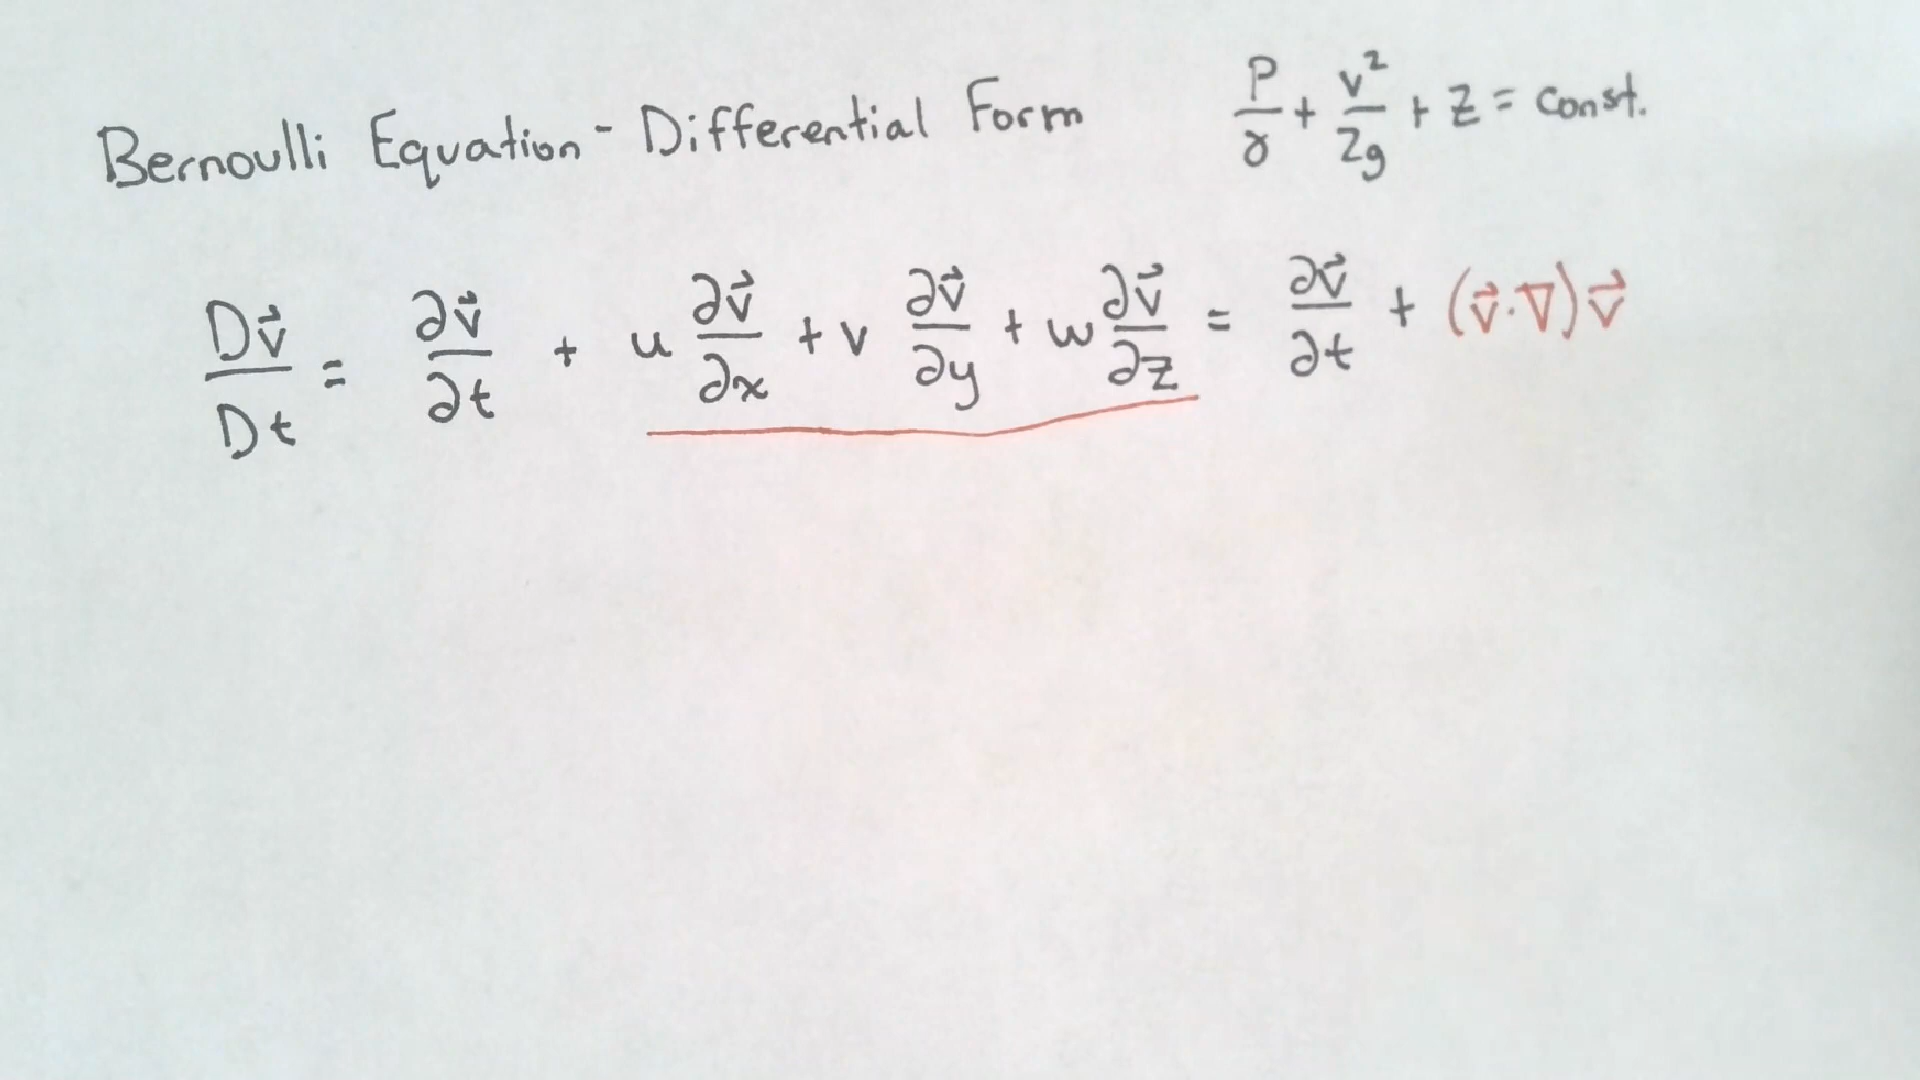 Bernoulli Equation - Differential Form P/γ + v²/2g + z = const.
Dv⃗/Dt = ∂v⃗/∂t + u ∂v⃗/∂x + v ∂v⃗/∂y + w ∂v⃗/∂z = ∂v⃗/∂t + (v⃗·∇)v⃗